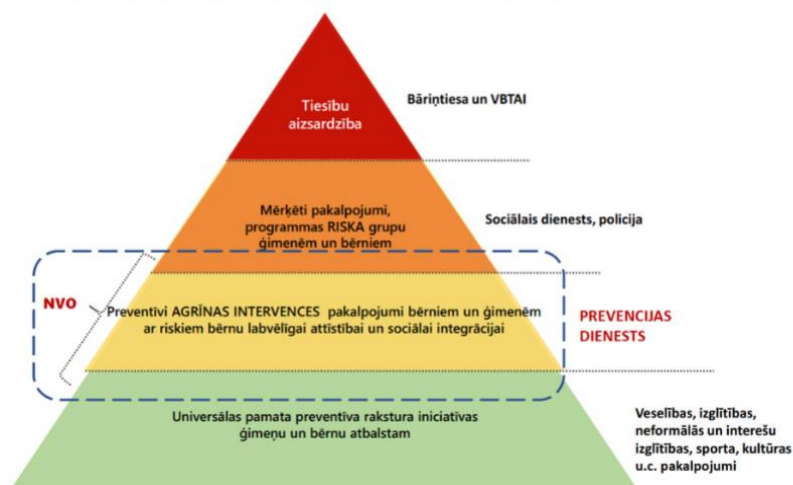 Tiesību
aizsardzība
Bāriņtiesa un VBTAI
Mērķēti pakalpojumi,
programmas RISKA grupu
ģimenēm un bērniem
Sociālais dienests, policija
NVO
Preventīvi AGRĪNAS INTERVENCES pakalpojumi bērniem un ģimenēm
ar riskiem bērnu labvēlīgai attīstībai un sociālai integrācijai
PREVENCIJAS
DIENESTS
Universālas pamata preventīva rakstura iniciatīvas
ģimeņu un bērnu atbalstam
Veselības, izglītības,
neformālās un interešu
izglītības, sporta, kultūras
u.c. pakalpojumi